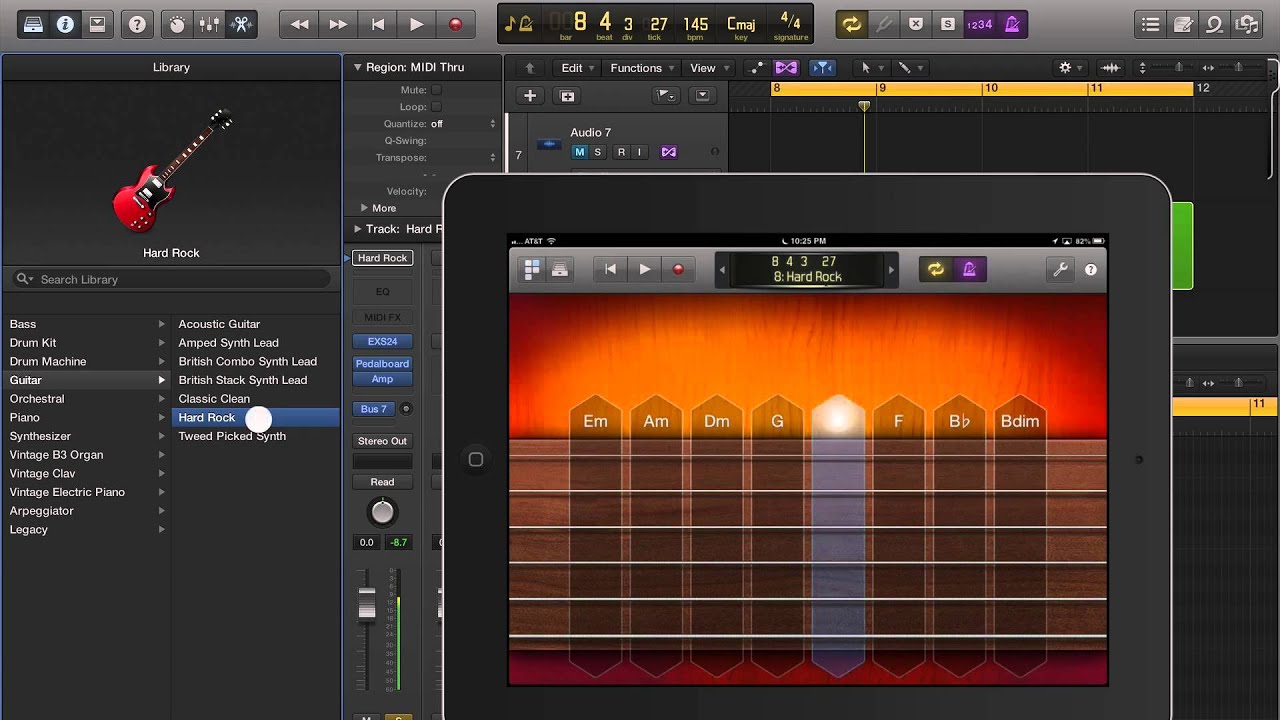 8 4 3 27 145 Cmaj 4/4
bar beat div tick bpm key signature
1234
Library
Hard Rock
Search Library
Bass
Drum Kit
Drum Machine
Guitar
Orchestral
Piano
Synthesizer
Vintage B3 Organ
Vintage Clav
Vintage Electric Piano
Arpeggiator
Legacy
Acoustic Guitar
Amped Synth Lead
British Combo Synth Lead
British Stack Synth Lead
Classic Clean
Hard Rock
Tweed Picked Synth
Region: MIDI Thru
Mute:
Loop:
Quantize: off
Q-Swing:
Transpose:
Velocity:
More
Track: Hard R
Hard Rock
EQ
MIDI FX
EXS24
Pedalboard
Amp
Bus 7
Stereo Out
Read
0.0 -8.7
M S
Edit Functions View
8 9 10 11 12
7 Audio 7
M S R I
11
AT&T 10:25 PM 82%
8 4 3 27
8: Hard Rock
Em Am Dm G F B♭ Bdim